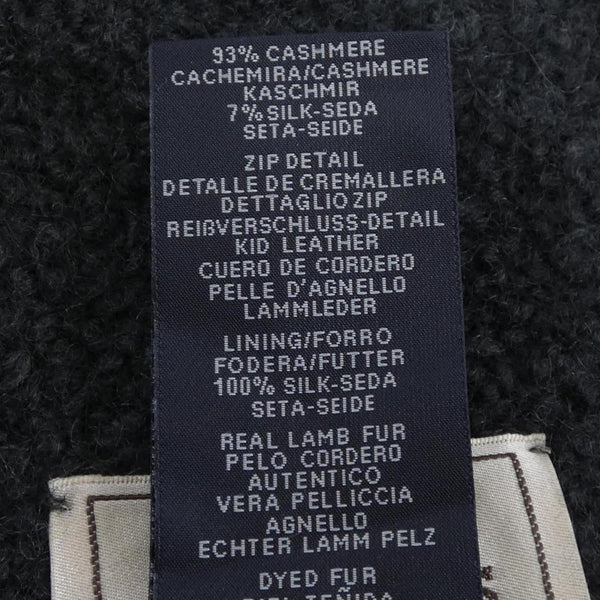 93% CASHMERE
CACHEMIRA/CASHMERE
KASCHMIR
7% SILK-SEDA
SETA-SEIDE
ZIP DETAIL
DETALLE DE CREMALLERA
DETTAGLIO ZIP
REIßVERSCHLUSS-DETAIL
KID LEATHER
CUERO DE CORDERO
PELLE D'AGNELLO
LAMMLEDER
LINING/FORRO
FODERA/FUTTER
100% SILK-SEDA
SETA-SEIDE
REAL LAMB FUR
PELO CORDERO
AUTENTICO
VERA PELLICCIA
AGNELLO
ECHTER LAMM PELZ
DYED FUR